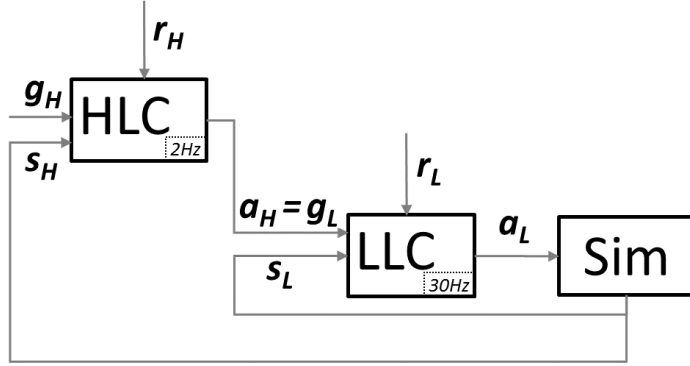 r_H
g_H
HLC
2Hz
s_H
r_L
a_H = g_L
a_L
LLC
Sim
s_L
30Hz